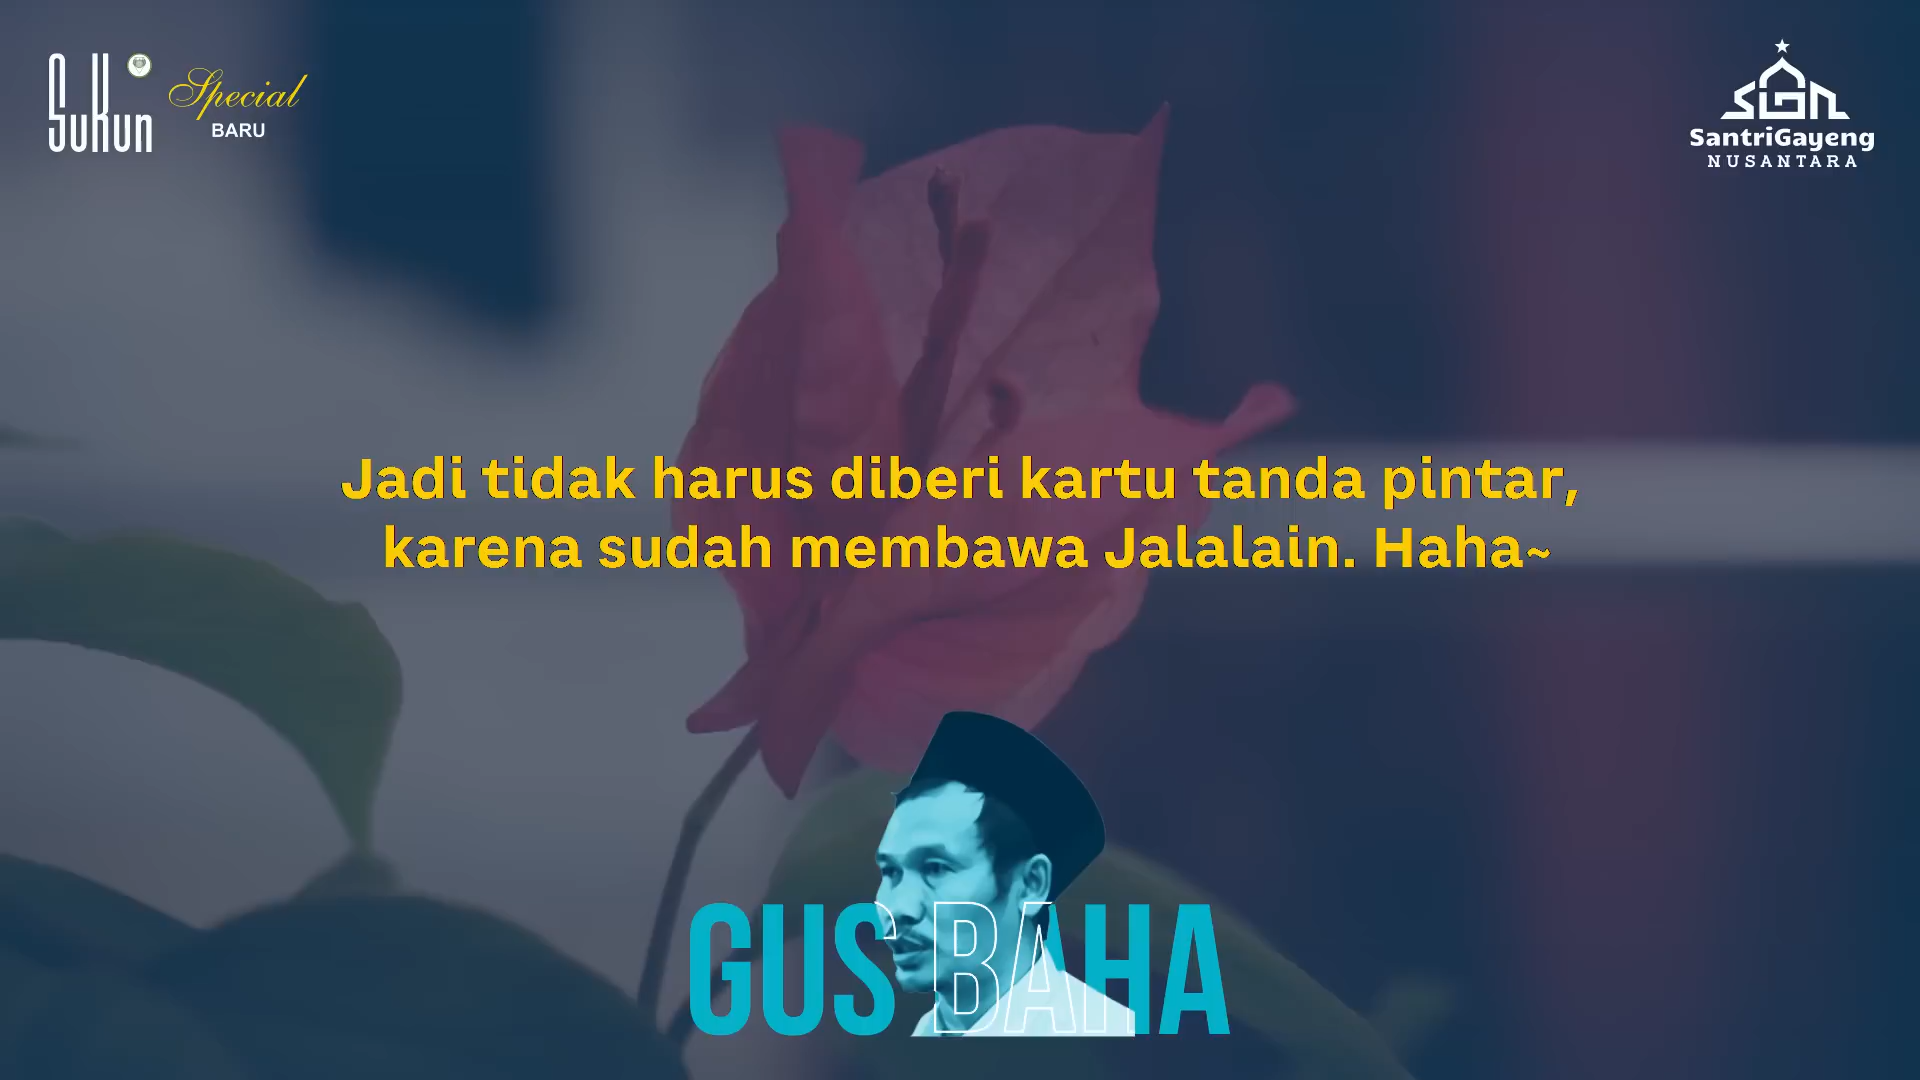 SuKun
Special
BARU
SIGN
SantriGayeng
NUSANTARA
Jadi tidak harus diberi kartu tanda pintar,
karena sudah membawa Jalalain. Haha~
GUS BAHA